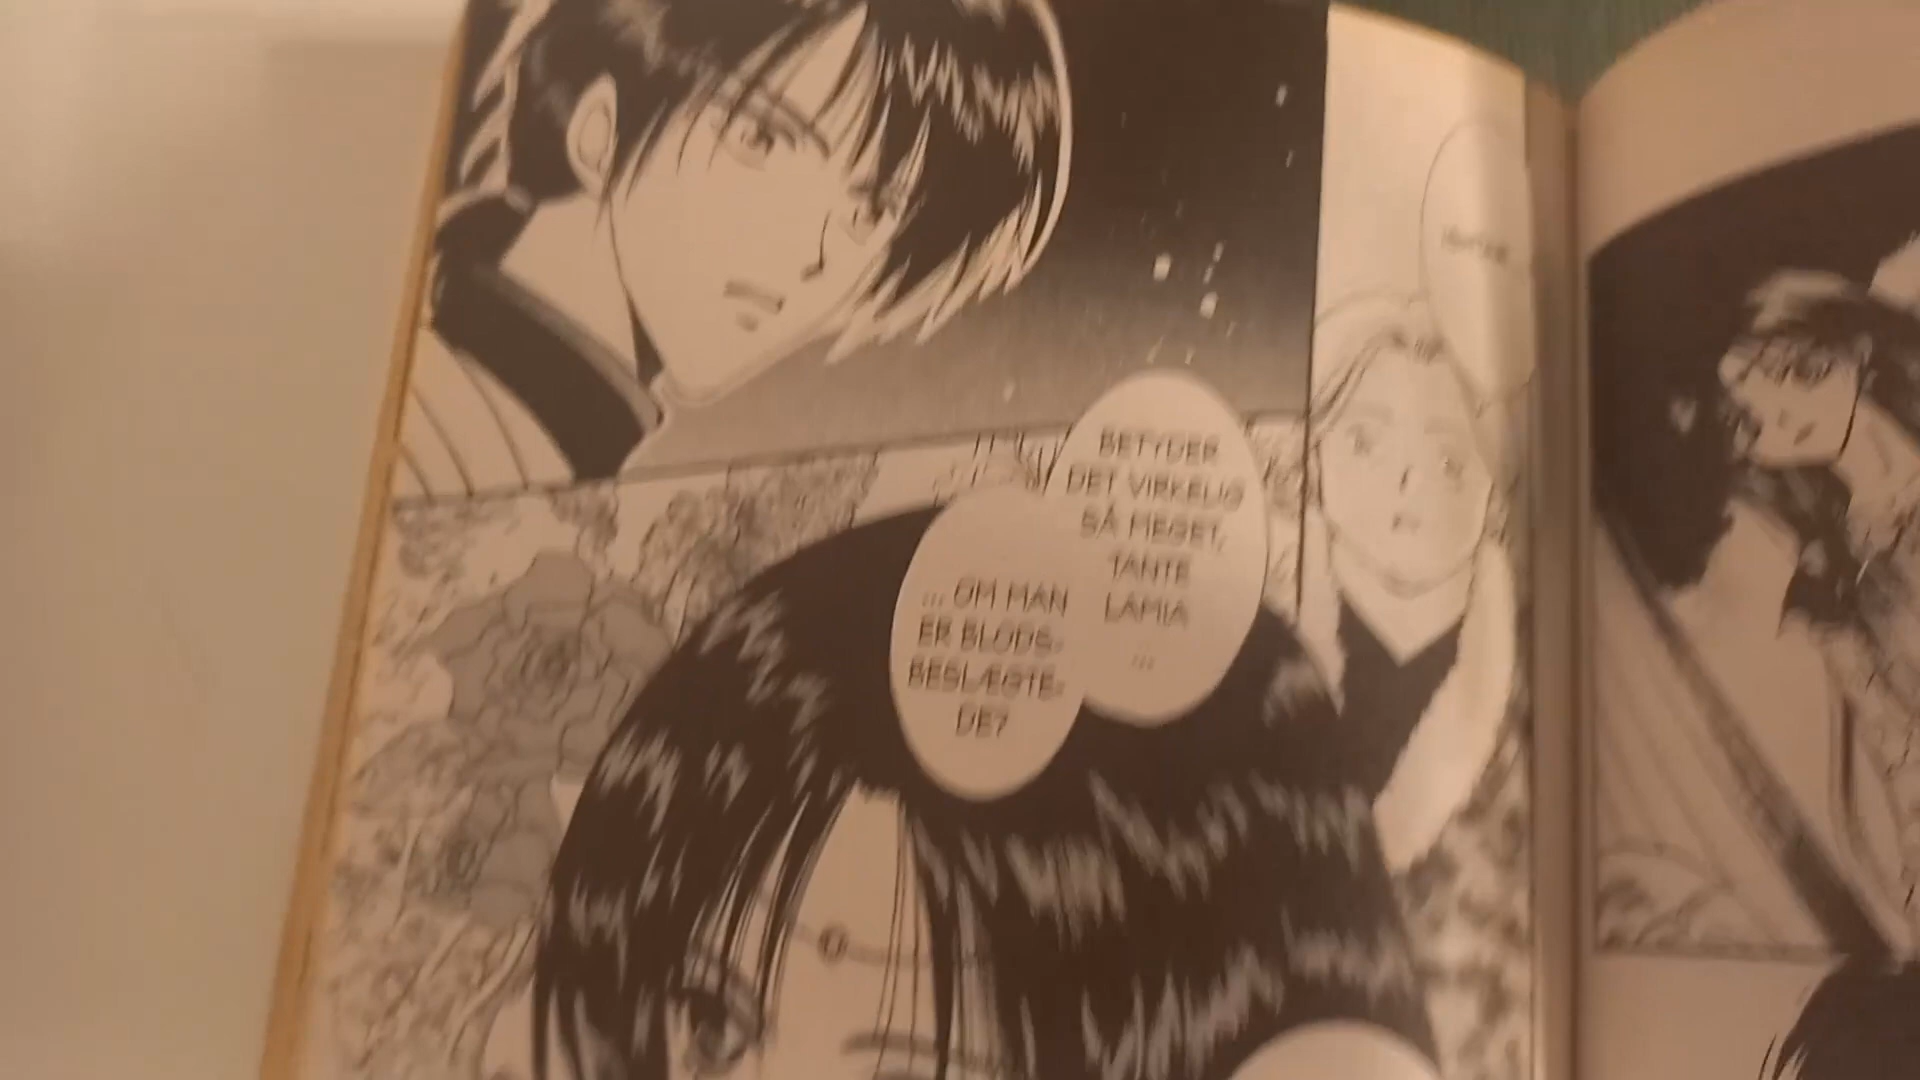 BETYDER
DET VIRKELIG
SÅ MEGET,
TANTE
LAMIA
...
... OM MAN
ER BLODS-
BESLÆGTE-
DE?